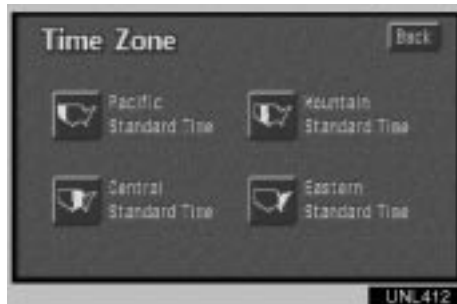 Time Zone
Back
Pacific
Standard Time
Mountain
Standard Time
Central
Standard Time
Eastern
Standard Time
UNL412